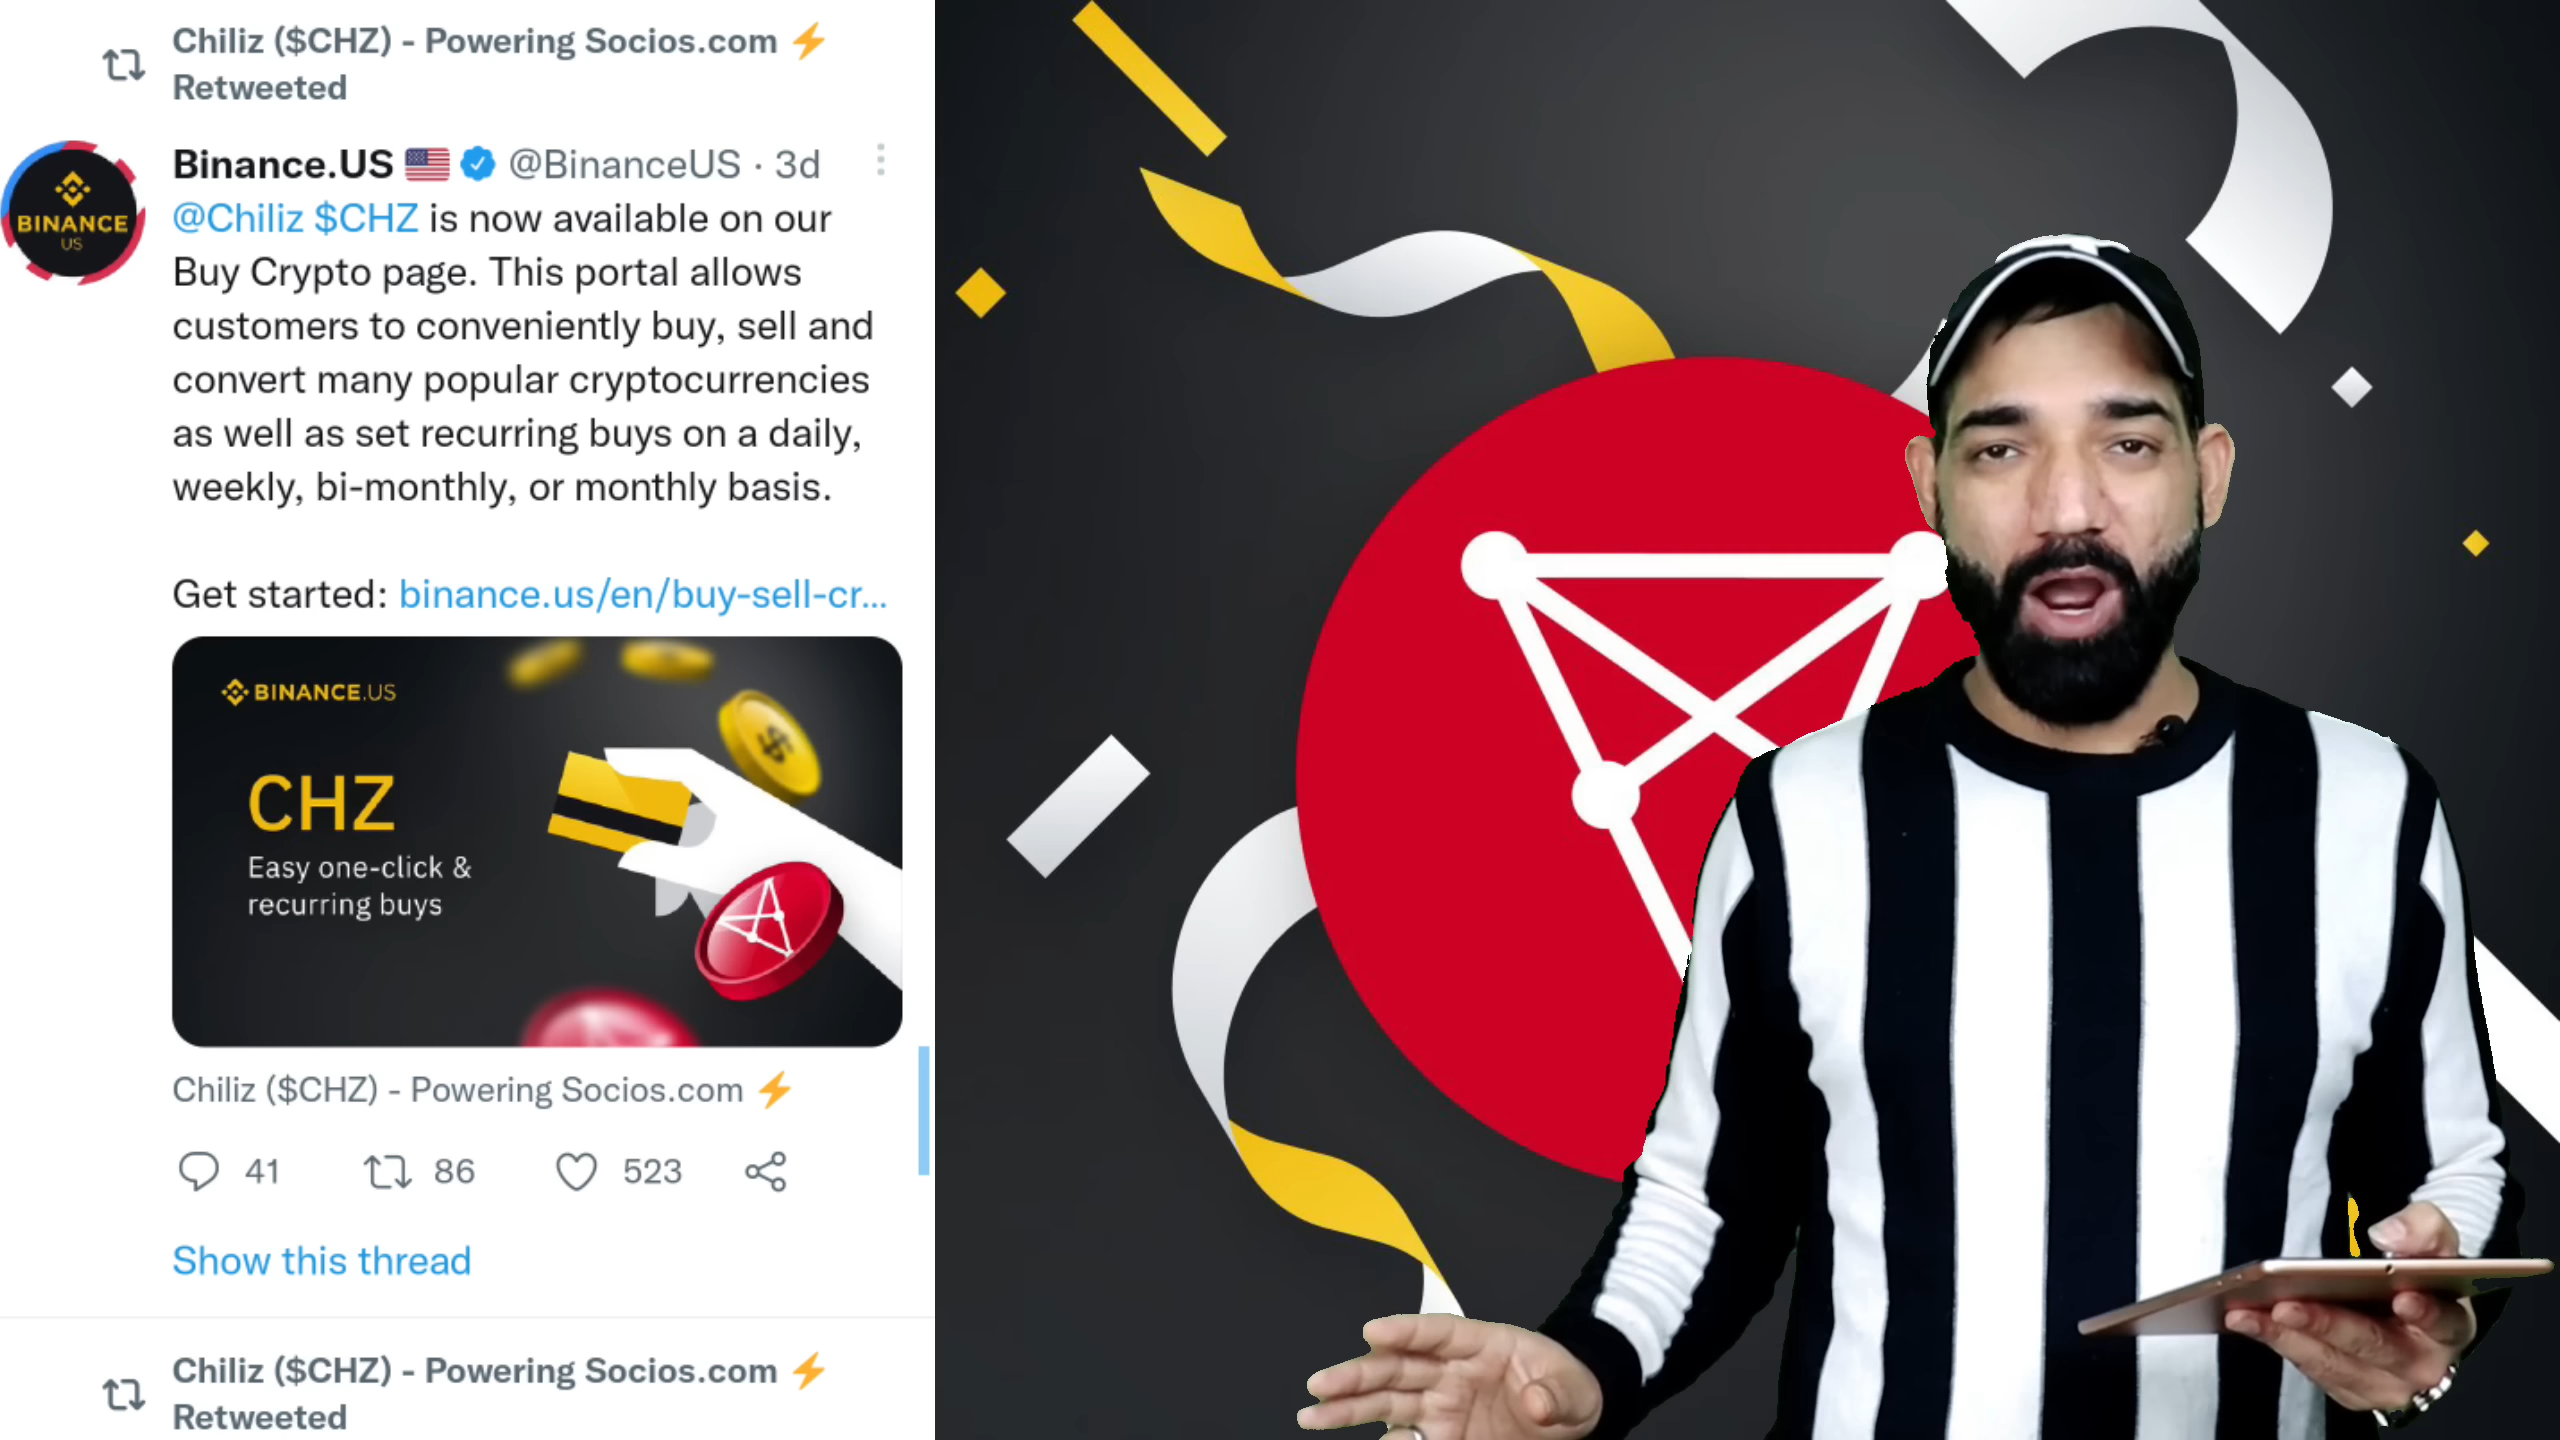 Chiliz ($CHZ) - Powering Socios.com ⚡
Retweeted
Binance.US 🇺🇸 @BinanceUS · 3d
@Chiliz $CHZ is now available on our
Buy Crypto page. This portal allows
customers to conveniently buy, sell and
convert many popular cryptocurrencies
as well as set recurring buys on a daily,
weekly, bi-monthly, or monthly basis.
Get started: binance.us/en/buy-sell-cr...
BINANCE
US
BINANCE.US
CHZ
Easy one-click &
recurring buys
$
Chiliz ($CHZ) - Powering Socios.com ⚡
41 86 523
Show this thread
Chiliz ($CHZ) - Powering Socios.com ⚡
Retweeted